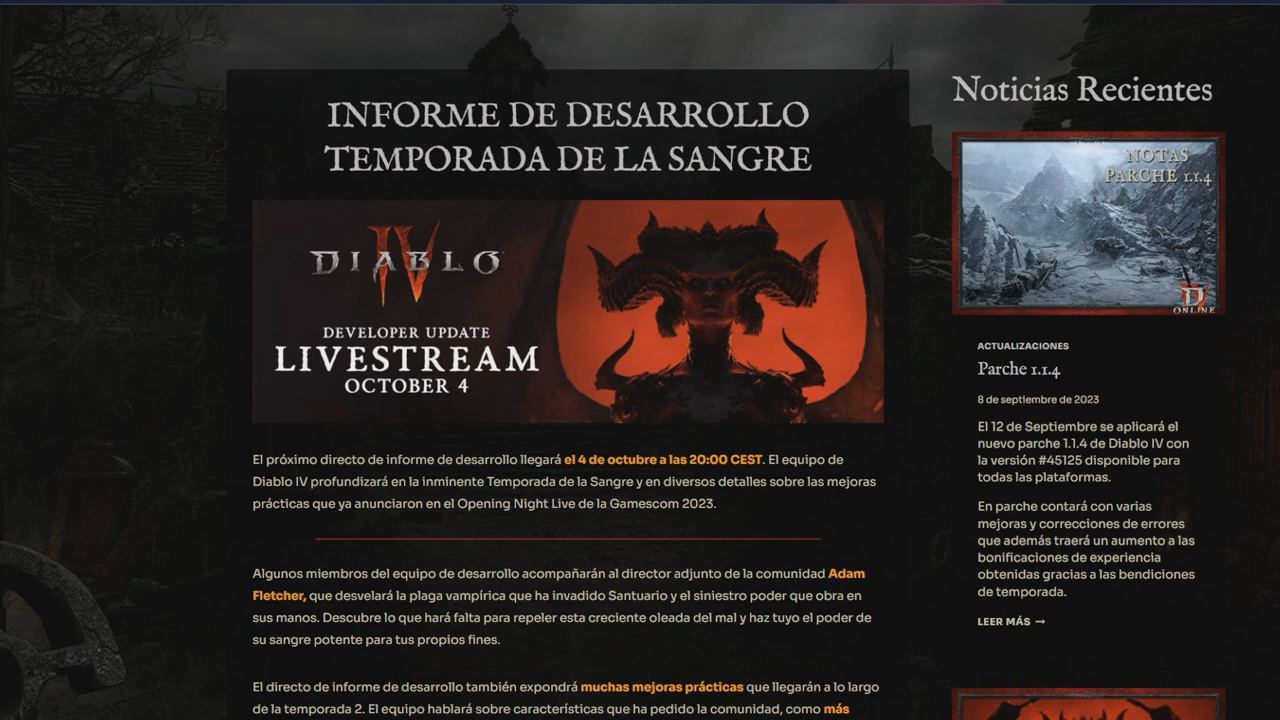 INFORME DE DESARROLLO
TEMPORADA DE LA SANGRE
DIABLO
IV
DEVELOPER UPDATE
LIVESTREAM
OCTOBER 4
El próximo directo de informe de desarrollo llegará el 4 de octubre a las 20:00 CEST. El equipo de
Diablo IV profundizará en la inminente Temporada de la Sangre y en diversos detalles sobre las mejoras
prácticas que ya anunciaron en el Opening Night Live de la Gamescom 2023.
Algunos miembros del equipo de desarrollo acompañarán al director adjunto de la comunidad Adam
Fletcher, que desvelará la plaga vampírica que ha invadido Santuario y el siniestro poder que obra en
sus manos. Descubre lo que hará falta para repeler esta creciente oleada del mal y haz tuyo el poder de
su sangre potente para tus propios fines.
El directo de informe de desarrollo también expondrá muchas mejoras prácticas que llegarán a lo largo
de la temporada 2. El equipo hablará sobre características que ha pedido la comunidad, como más
Noticias Recientes
NOTAS
PARCHE 1.1.4
D
ONLINE
ACTUALIZACIONES
Parche 1.1.4
8 de septiembre de 2023
El 12 de Septiembre se aplicará el
nuevo parche 1.1.4 de Diablo IV con
la versión #45125 disponible para
todas las plataformas.
En parche contará con varias
mejoras y correcciones de errores
que además traerá un aumento a las
bonificaciones de experiencia
obtenidas gracias a las bendiciones
de temporada.
LEER MÁS →